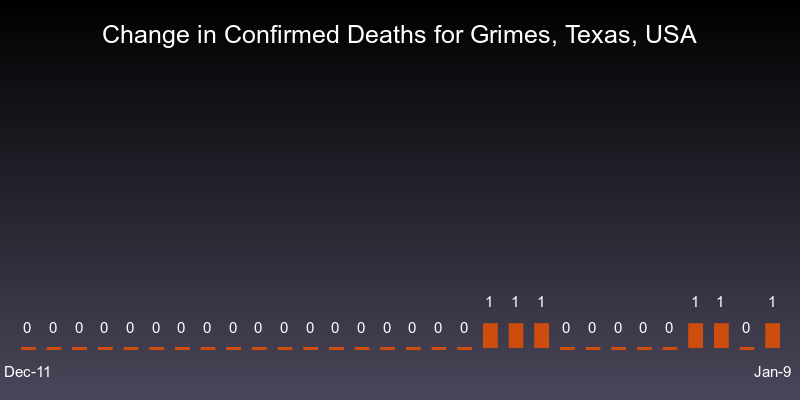 Change in Confirmed Deaths for Grimes, Texas, USA
1 1 1 1 1 1
0 0 0 0 0 0 0 0 0 0 0 0 0 0 0 0 0 0 0 0 0 0 0 0
Dec-11 Jan-9